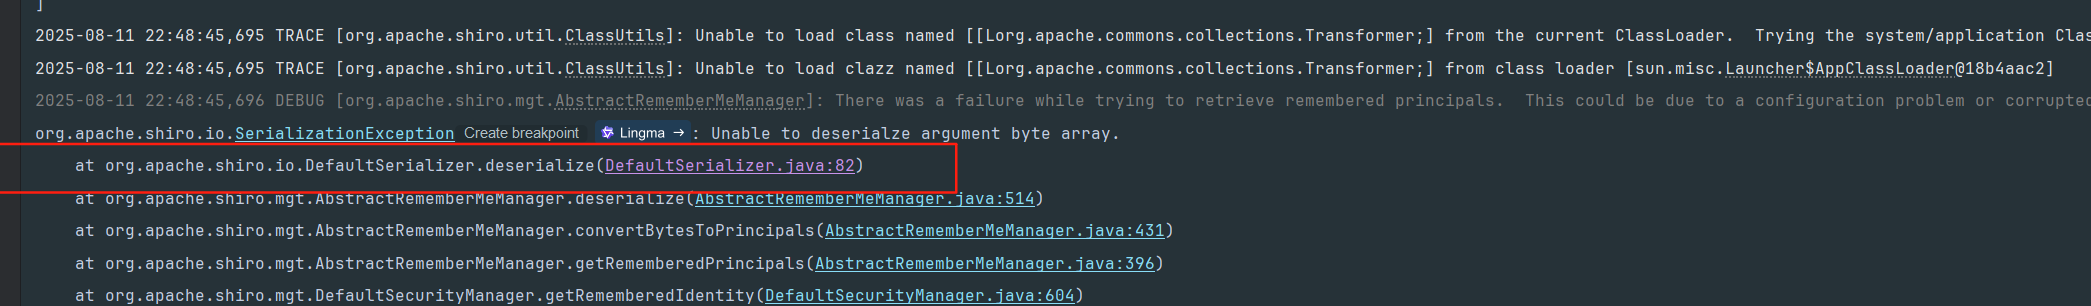 ]
2025-08-11 22:48:45,695 TRACE [org.apache.shiro.util.ClassUtils]: Unable to load class named [[Lorg.apache.commons.collections.Transformer;] from the current ClassLoader.  Trying the system/application Clas
2025-08-11 22:48:45,695 TRACE [org.apache.shiro.util.ClassUtils]: Unable to load clazz named [[Lorg.apache.commons.collections.Transformer;] from class loader [sun.misc.Launcher$AppClassLoader@18b4aac2]
2025-08-11 22:48:45,696 DEBUG [org.apache.shiro.mgt.AbstractRememberMeManager]: There was a failure while trying to retrieve remembered principals.  This could be due to a configuration problem or corrupted
org.apache.shiro.io.SerializationException Create breakpoint Lingma → : Unable to deserialze argument byte array.
at org.apache.shiro.io.DefaultSerializer.deserialize(DefaultSerializer.java:82)
at org.apache.shiro.mgt.AbstractRememberMeManager.deserialize(AbstractRememberMeManager.java:514)
at org.apache.shiro.mgt.AbstractRememberMeManager.convertBytesToPrincipals(AbstractRememberMeManager.java:431)
at org.apache.shiro.mgt.AbstractRememberMeManager.getRememberedPrincipals(AbstractRememberMeManager.java:396)
at org.apache.shiro.mgt.DefaultSecurityManager.getRememberedIdentity(DefaultSecurityManager.java:604)